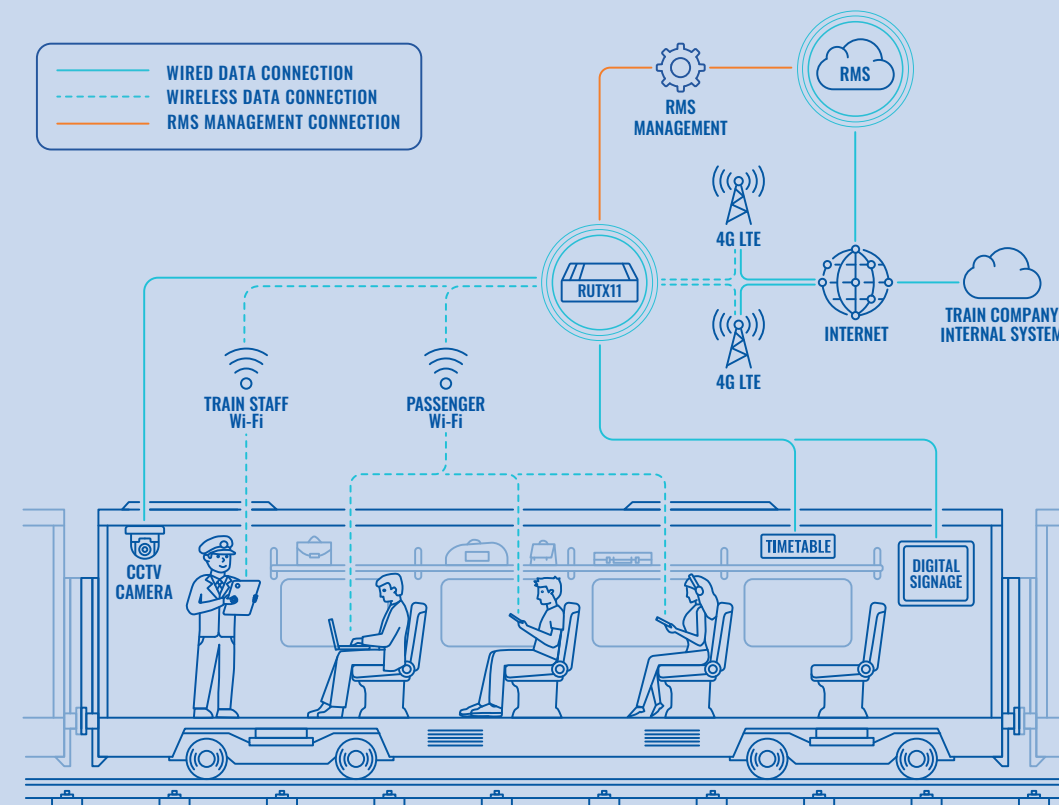 WIRED DATA CONNECTION
WIRELESS DATA CONNECTION
RMS MANAGEMENT CONNECTION
RMS
RMS
MANAGEMENT
4G LTE
RUTX11
INTERNET
TRAIN COMPANY
INTERNAL SYSTEM
4G LTE
TRAIN STAFF
Wi-Fi
PASSENGER
Wi-Fi
CCTV
CAMERA
TIMETABLE
DIGITAL
SIGNAGE